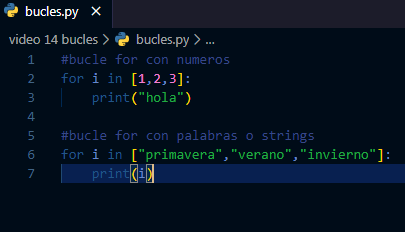 bucles.py
video 14 bucles > bucles.py > ...
1 #bucle for con numeros
2 for i in [1,2,3]:
3 print("hola")
4
5 #bucle for con palabras o strings
6 for i in ["primavera","verano","invierno"]:
7 print(i)